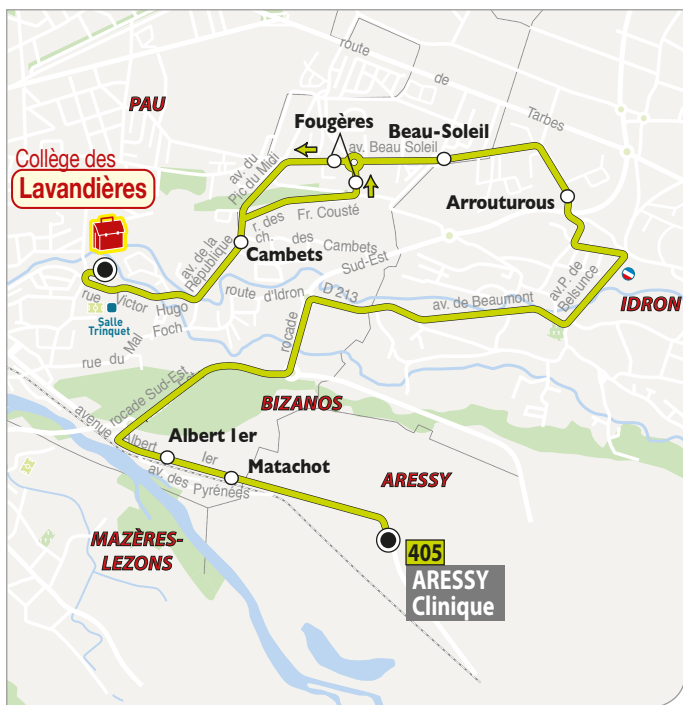 route
de
Tarbes
PAU
Fougères
Beau-Soleil
av. Beau Soleil
Collège des
Lavandières
av. du
Pic du Midi
Arrouturous
r. des Fr. Cousté
ch. des Cambets
Cambets
av. de la
République
Sud-Est
route d'Idron
D 213
av. de Beaumont
av.P. de
Belsunce
IDRON
rue Victor Hugo
Salle
Trinquet
rue du Mal Foch
rocade
rocade Sud-Est
Est
BIZANOS
avenue Albert Ier
Albert 1er
Matachot
av. des Pyrénées
ARESSY
MAZÈRES-
LEZONS
405
ARESSY
Clinique